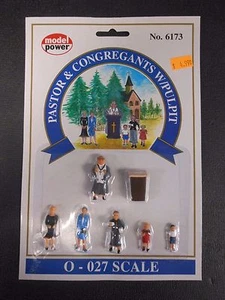 model
power
No. 6173
PASTOR & CONGREGANTS W/PULPIT
O - 027 SCALE